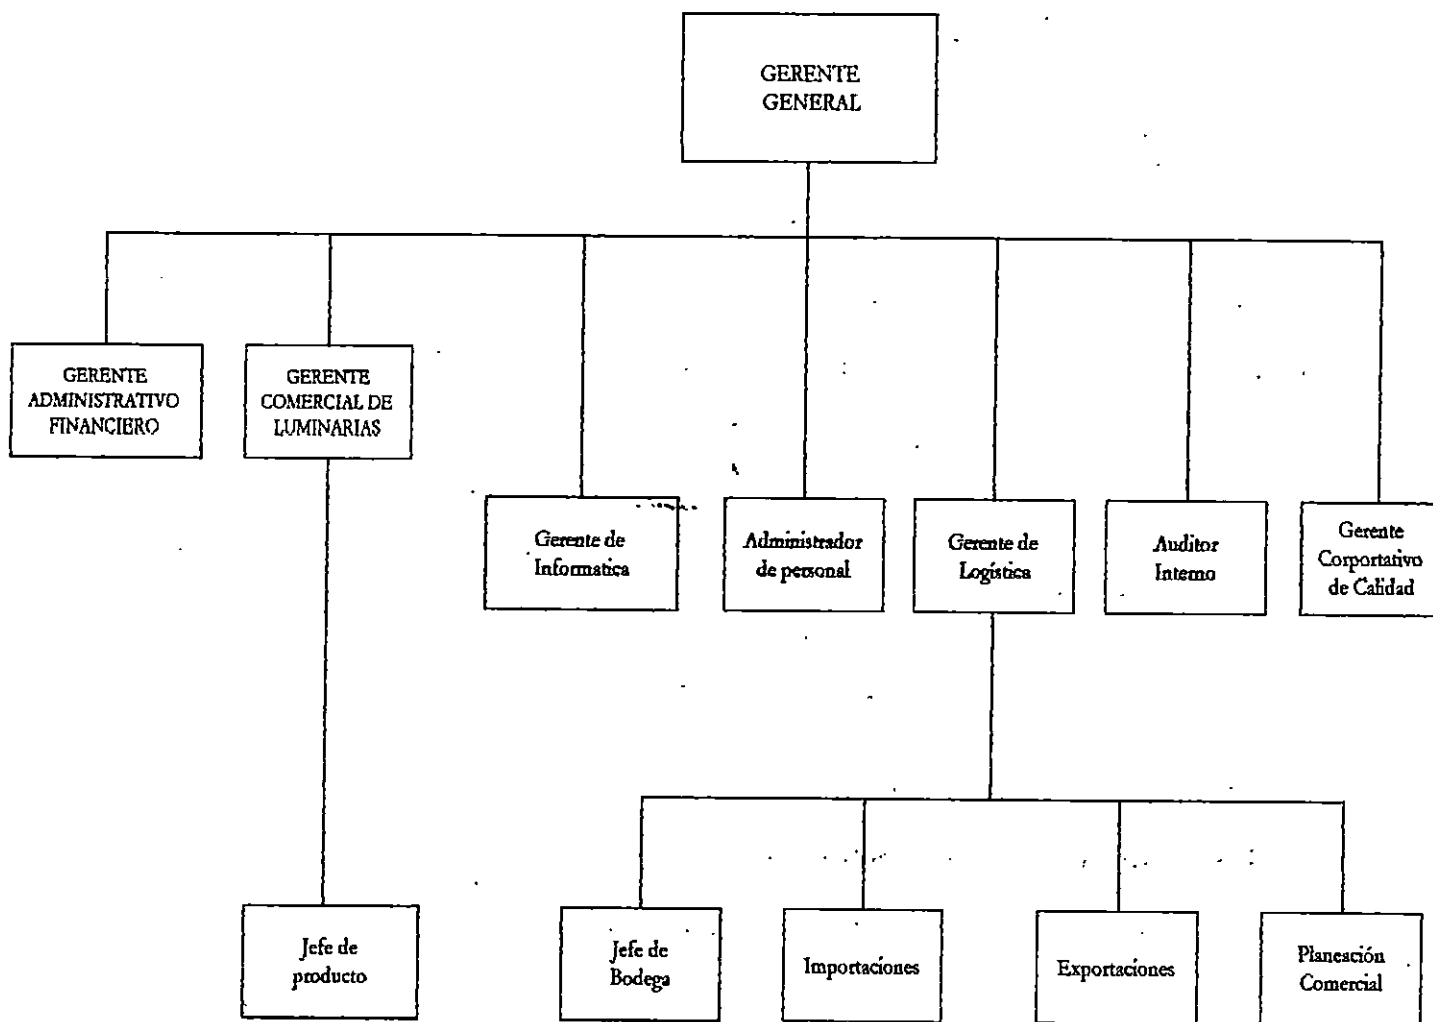 GERENTE
GENERAL
GERENTE
ADMINISTRATIVO
FINANCIERO
GERENTE
COMERCIAL DE
LUMINARIAS
Gerente de
Informatica
Administrador
de personal
Gerente de
Logística
Auditor
Interno
Gerente
Corportativo
de Calidad
Jefe de
producto
Jefe de
Bodega
Importaciones
Exportaciones
Planeación
Comercial